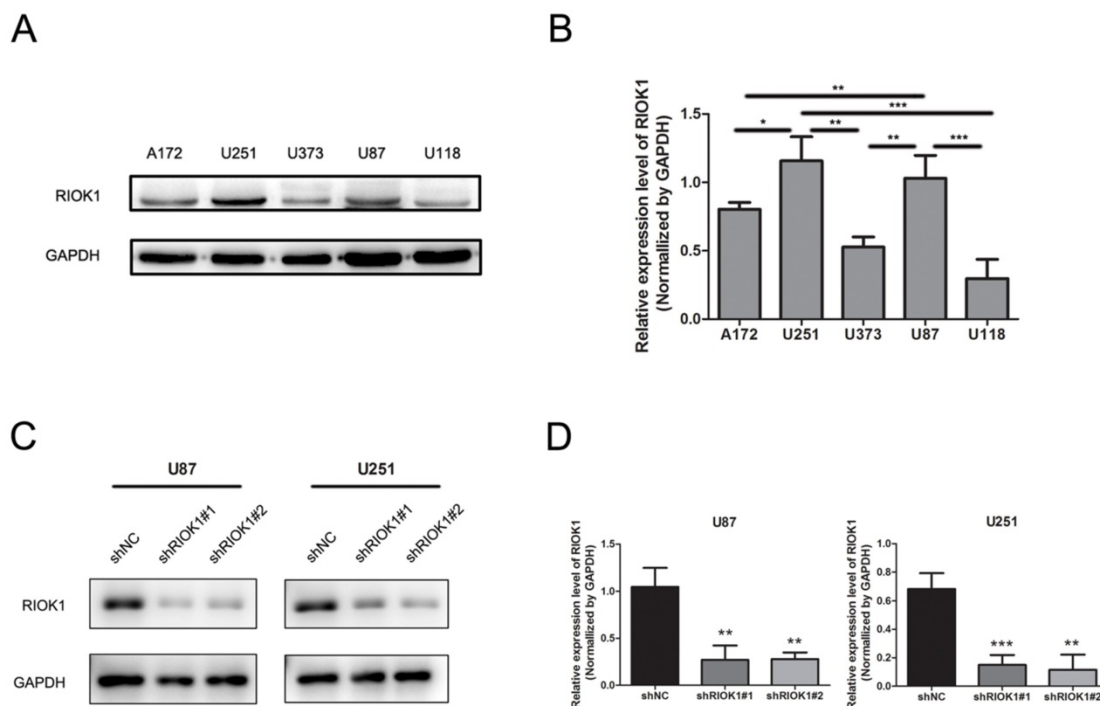 A
A172 U251 U373 U87 U118
RIOK1
GAPDH
B
Relative expression level of RIOK1
(Normallized by GAPDH)
**
***
* ** ** ***
1.5
1.0
0.5
0.0
A172 U251 U373 U87 U118
C
U87 U251
shNC shRIOK1#1 shRIOK1#2 shNC shRIOK1#1 shRIOK1#2
RIOK1
GAPDH
D
U87
Relative expression level of RIOK1
(Normallized by GAPDH)
1.5
1.0
0.5
0.0
** **
shNC shRIOK1#1 shRIOK1#2
U251
Relative expression level of RIOK1
(Normallized by GAPDH)
1.0
0.8
0.6
0.4
0.2
0.0
*** **
shNC shRIOK1#1 shRIOK1#2